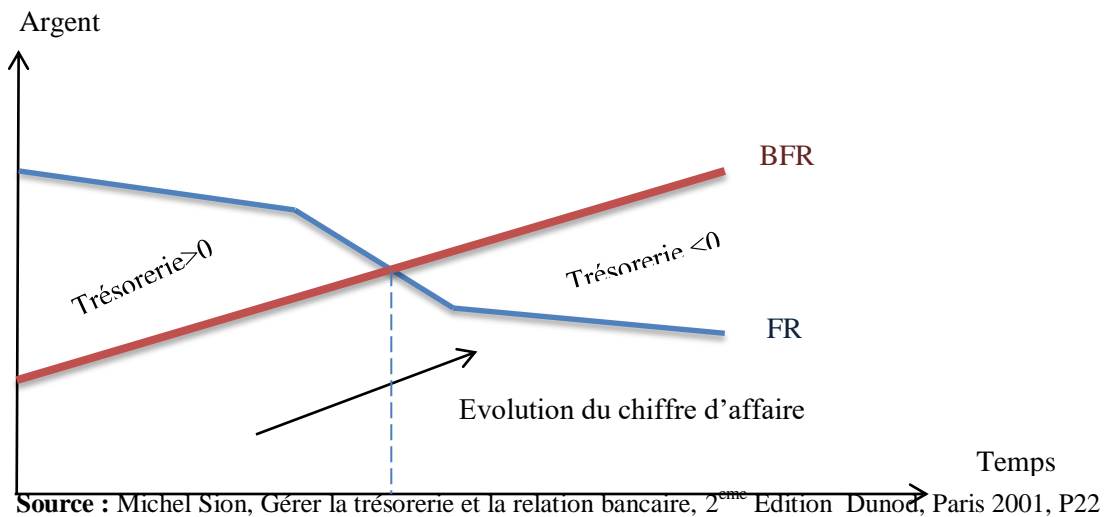 Argent
BFR
Trésorerie>0
Trésorerie <0
FR
Evolution du chiffre d’affaire
Temps
Source : Michel Sion, Gérer la trésorerie et la relation bancaire, 2eme Edition Dunod, Paris 2001, P22